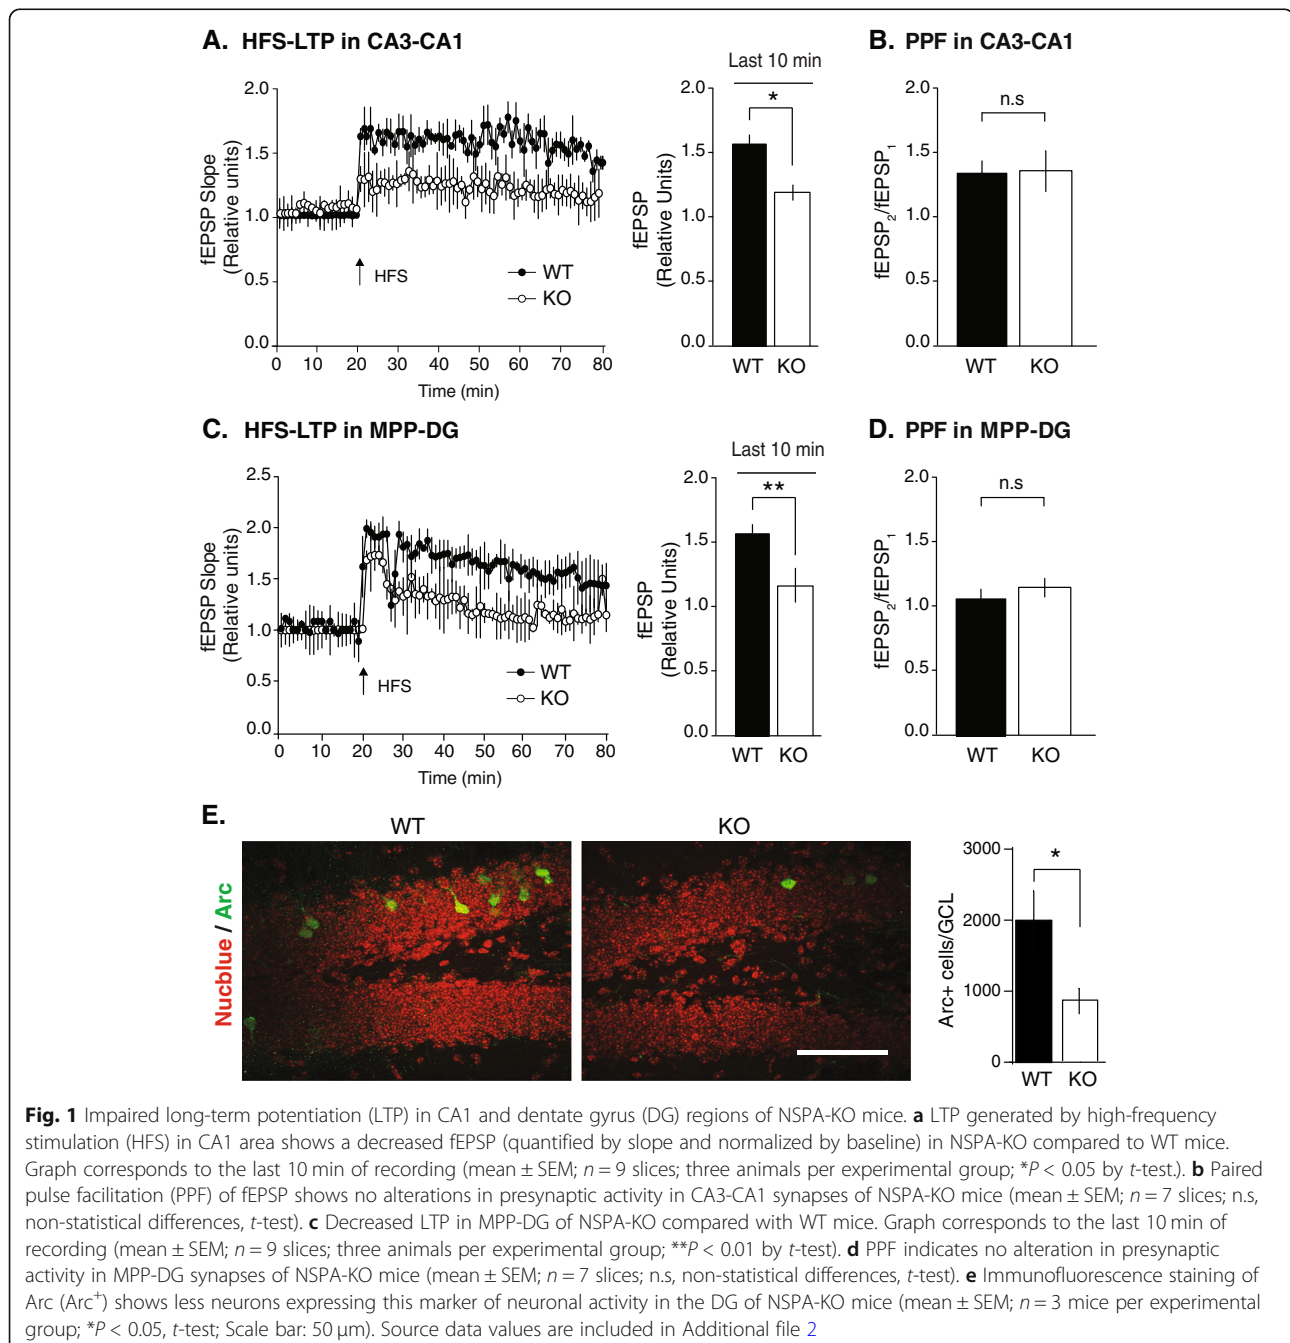 A. HFS-LTP in CA3-CA1
2.0
1.5
1.0
0.5
0.0
fEPSP Slope
(Relative units)
HFS
WT
KO
0 10 20 30 40 50 60 70 80
Time (min)
Last 10 min
*
2.0
1.5
1.0
0.5
0.0
fEPSP
(Relative Units)
WT KO
B. PPF in CA3-CA1
n.s
2.0
1.5
1.0
0.5
0.0
fEPSP2/fEPSP1
WT KO
C. HFS-LTP in MPP-DG
2.5
2.0
1.5
1.0
0.5
0.0
fEPSP Slope
(Relative units)
HFS
WT
KO
0 10 20 30 40 50 60 70 80
Time (min)
Last 10 min
**
2.0
1.5
1.0
0.5
0.0
fEPSP
(Relative Units)
WT KO
D. PPF in MPP-DG
n.s
2.0
1.5
1.0
0.5
0.0
fEPSP2/fEPSP1
WT KO
E.
WT KO
Nucblue / Arc
3000
2000
1000
0
*
Arc+ cells/GCL
WT KO
Fig. 1 Impaired long-term potentiation (LTP) in CA1 and dentate gyrus (DG) regions of NSPA-KO mice. a LTP generated by high-frequency
stimulation (HFS) in CA1 area shows a decreased fEPSP (quantified by slope and normalized by baseline) in NSPA-KO compared to WT mice.
Graph corresponds to the last 10 min of recording (mean ± SEM; n = 9 slices; three animals per experimental group; *P < 0.05 by t-test.). b Paired
pulse facilitation (PPF) of fEPSP shows no alterations in presynaptic activity in CA3-CA1 synapses of NSPA-KO mice (mean ± SEM; n = 7 slices; n.s,
non-statistical differences, t-test). c Decreased LTP in MPP-DG of NSPA-KO compared with WT mice. Graph corresponds to the last 10 min of
recording (mean ± SEM; n = 9 slices; three animals per experimental group; **P < 0.01 by t-test). d PPF indicates no alteration in presynaptic
activity in MPP-DG synapses of NSPA-KO mice (mean ± SEM; n = 7 slices; n.s, non-statistical differences, t-test). e Immunofluorescence staining of
Arc (Arc+) shows less neurons expressing this marker of neuronal activity in the DG of NSPA-KO mice (mean ± SEM; n = 3 mice per experimental
group; *P < 0.05, t-test; Scale bar: 50 μm). Source data values are included in Additional file 2